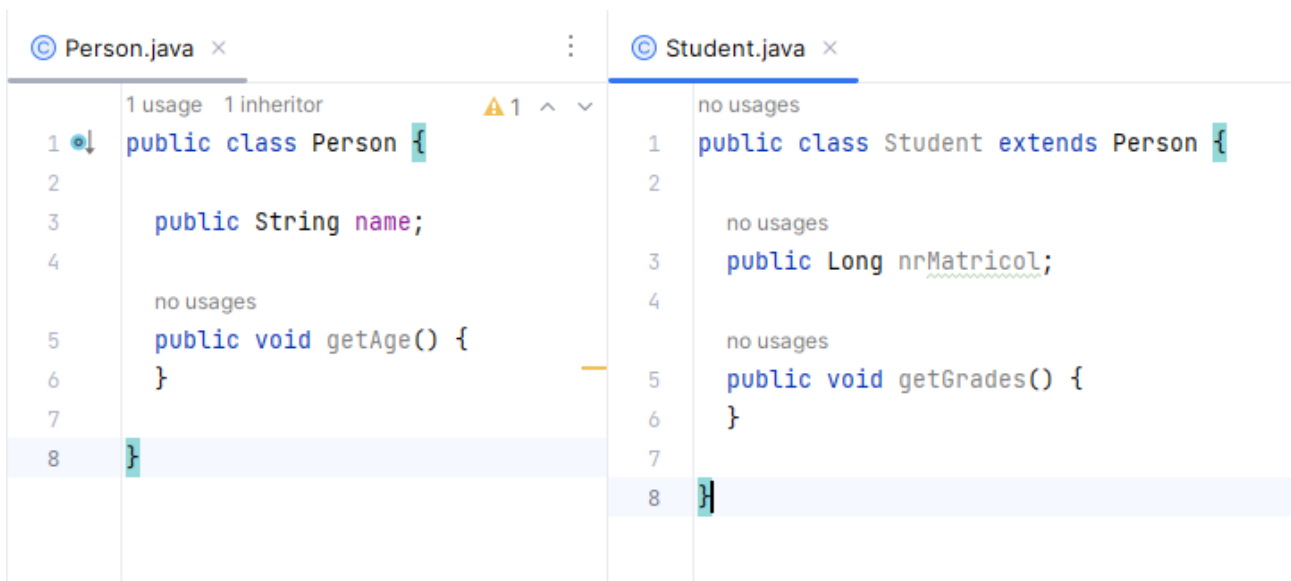 Person.java
1 usage 1 inheritor
1
1 public class Person {
2
3 public String name;
4
no usages
5 public void getAge() {
6 }
7
8 }
Student.java
no usages
1 public class Student extends Person {
2
no usages
3 public Long nrMatricol;
4
no usages
5 public void getGrades() {
6 }
7
8 }